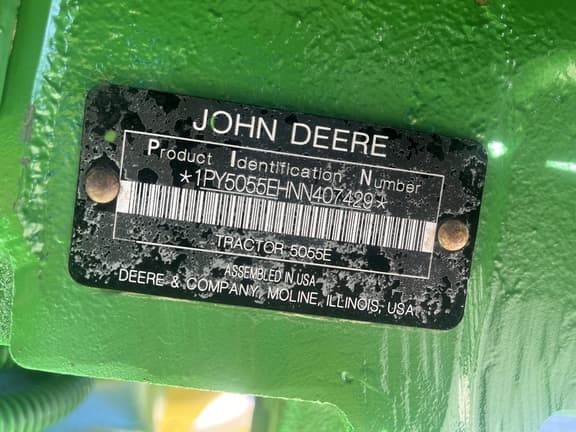 JOHN DEERE
Product Identification Number
*1PY5055EHNN407429*
TRACTOR 5055E
ASSEMBLED IN USA
DEERE & COMPANY, MOLINE, ILLINOIS, USA